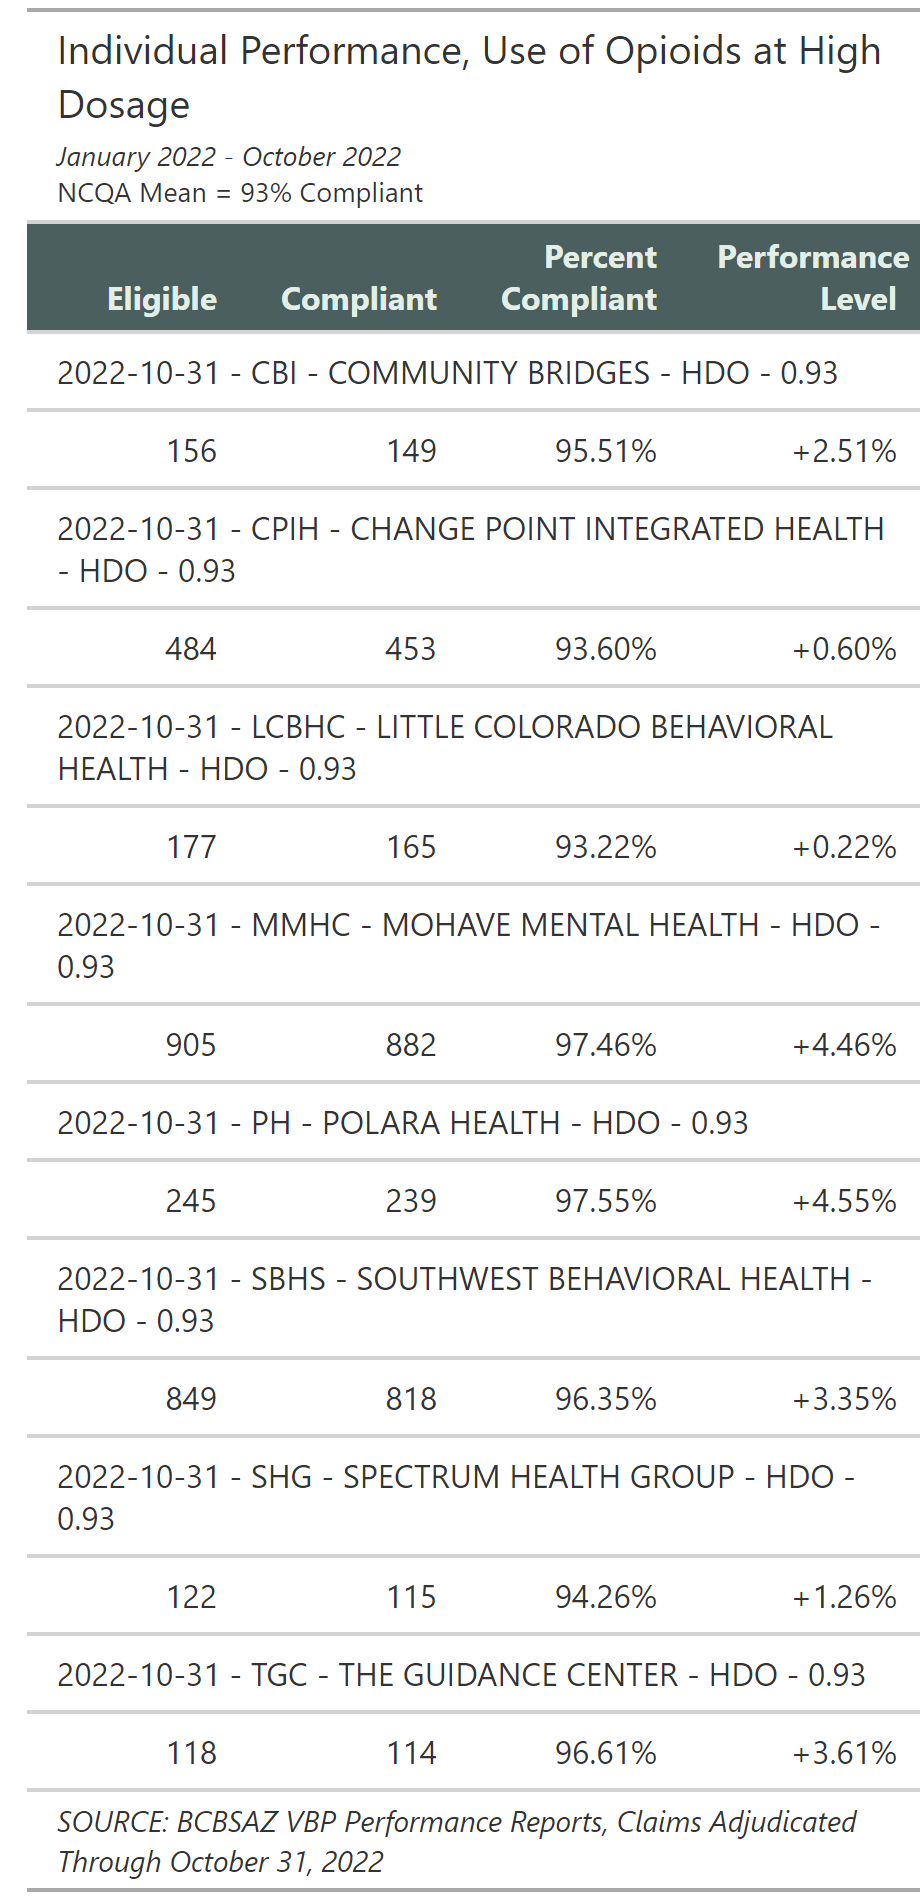 Individual Performance, Use of Opioids at High
Dosage
January 2022 - October 2022
NCQA Mean = 93% Compliant
Eligible Compliant Percent Compliant Performance Level
2022-10-31 - CBI - COMMUNITY BRIDGES - HDO - 0.93
156 149 95.51% +2.51%
2022-10-31 - CPIH - CHANGE POINT INTEGRATED HEALTH
- HDO - 0.93
484 453 93.60% +0.60%
2022-10-31 - LCBHC - LITTLE COLORADO BEHAVIORAL
HEALTH - HDO - 0.93
177 165 93.22% +0.22%
2022-10-31 - MMHC - MOHAVE MENTAL HEALTH - HDO -
0.93
905 882 97.46% +4.46%
2022-10-31 - PH - POLARA HEALTH - HDO - 0.93
245 239 97.55% +4.55%
2022-10-31 - SBHS - SOUTHWEST BEHAVIORAL HEALTH -
HDO - 0.93
849 818 96.35% +3.35%
2022-10-31 - SHG - SPECTRUM HEALTH GROUP - HDO -
0.93
122 115 94.26% +1.26%
2022-10-31 - TGC - THE GUIDANCE CENTER - HDO - 0.93
118 114 96.61% +3.61%
SOURCE: BCBSAZ VBP Performance Reports, Claims Adjudicated
Through October 31, 2022